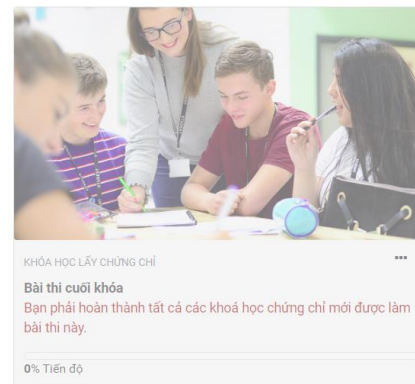 KHÓA HỌC LẤY CHỨNG CHỈ
Bài thi cuối khóa
Bạn phải hoàn thành tất cả các khoá học chứng chỉ mới được làm
bài thi này.
0% Tiến độ